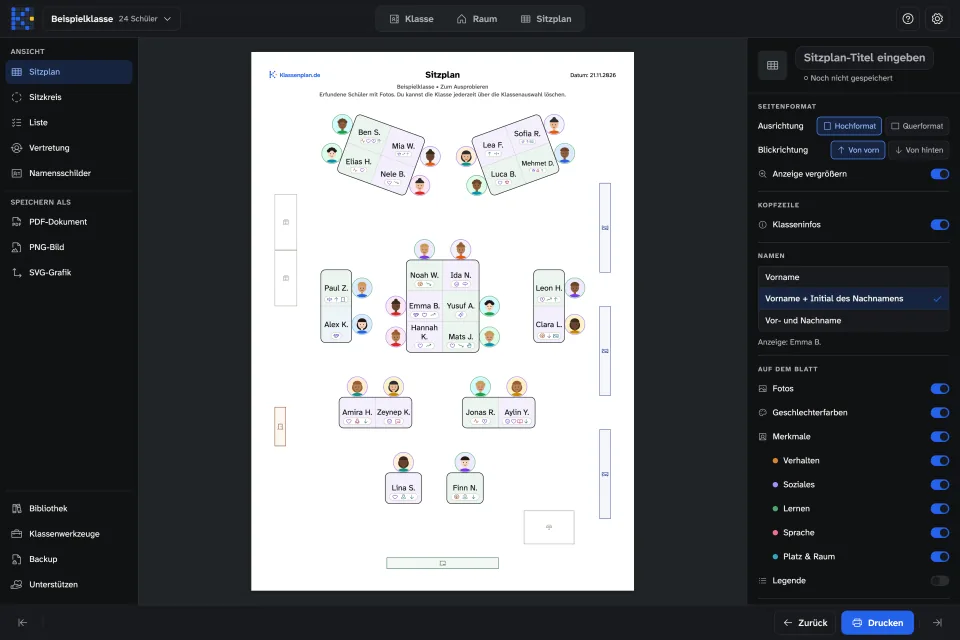 Beispielklasse 24 Schüler
Klasse
Raum
Sitzplan
ANSICHT
Sitzplan
Sitzkreis
Liste
Vertretung
Namensschilder
SPEICHERN ALS
PDF-Dokument
PNG-Bild
SVG-Grafik
Bibliothek
Klassenwerkzeuge
Backup
Unterstützen
Klassenplan.de
Sitzplan
Datum: 21.11.2026
Beispielklasse • Zum Ausprobieren
Erfundene Schüler mit Fotos. Du kannst die Klasse jederzeit über die Klassenauswahl löschen.
Ben S.
Mia W.
Elias H.
Nele B.
Lea F.
Sofia R.
Luca B.
Mehmet D.
Noah W.
Ida N.
Paul Z.
Leon H.
Emma B.
Yusuf A.
Alex K.
Hannah
K.
Mats J.
Clara L.
Amira H.
Zeynep K.
Jonas R.
Aylin Y.
Lina S.
Finn N.
Sitzplan-Titel eingeben
Noch nicht gespeichert
SEITENFORMAT
Ausrichtung
Hochformat
Querformat
Blickrichtung
Von vorn
Von hinten
Anzeige vergrößern
KOPFZEILE
Klasseninfos
NAMEN
Vorname
Vorname + Initial des Nachnamens
Vor- und Nachname
Anzeige: Emma B.
AUF DEM BLATT
Fotos
Geschlechterfarben
Merkmale
Verhalten
Soziales
Lernen
Sprache
Platz & Raum
Legende
Zurück
Drucken